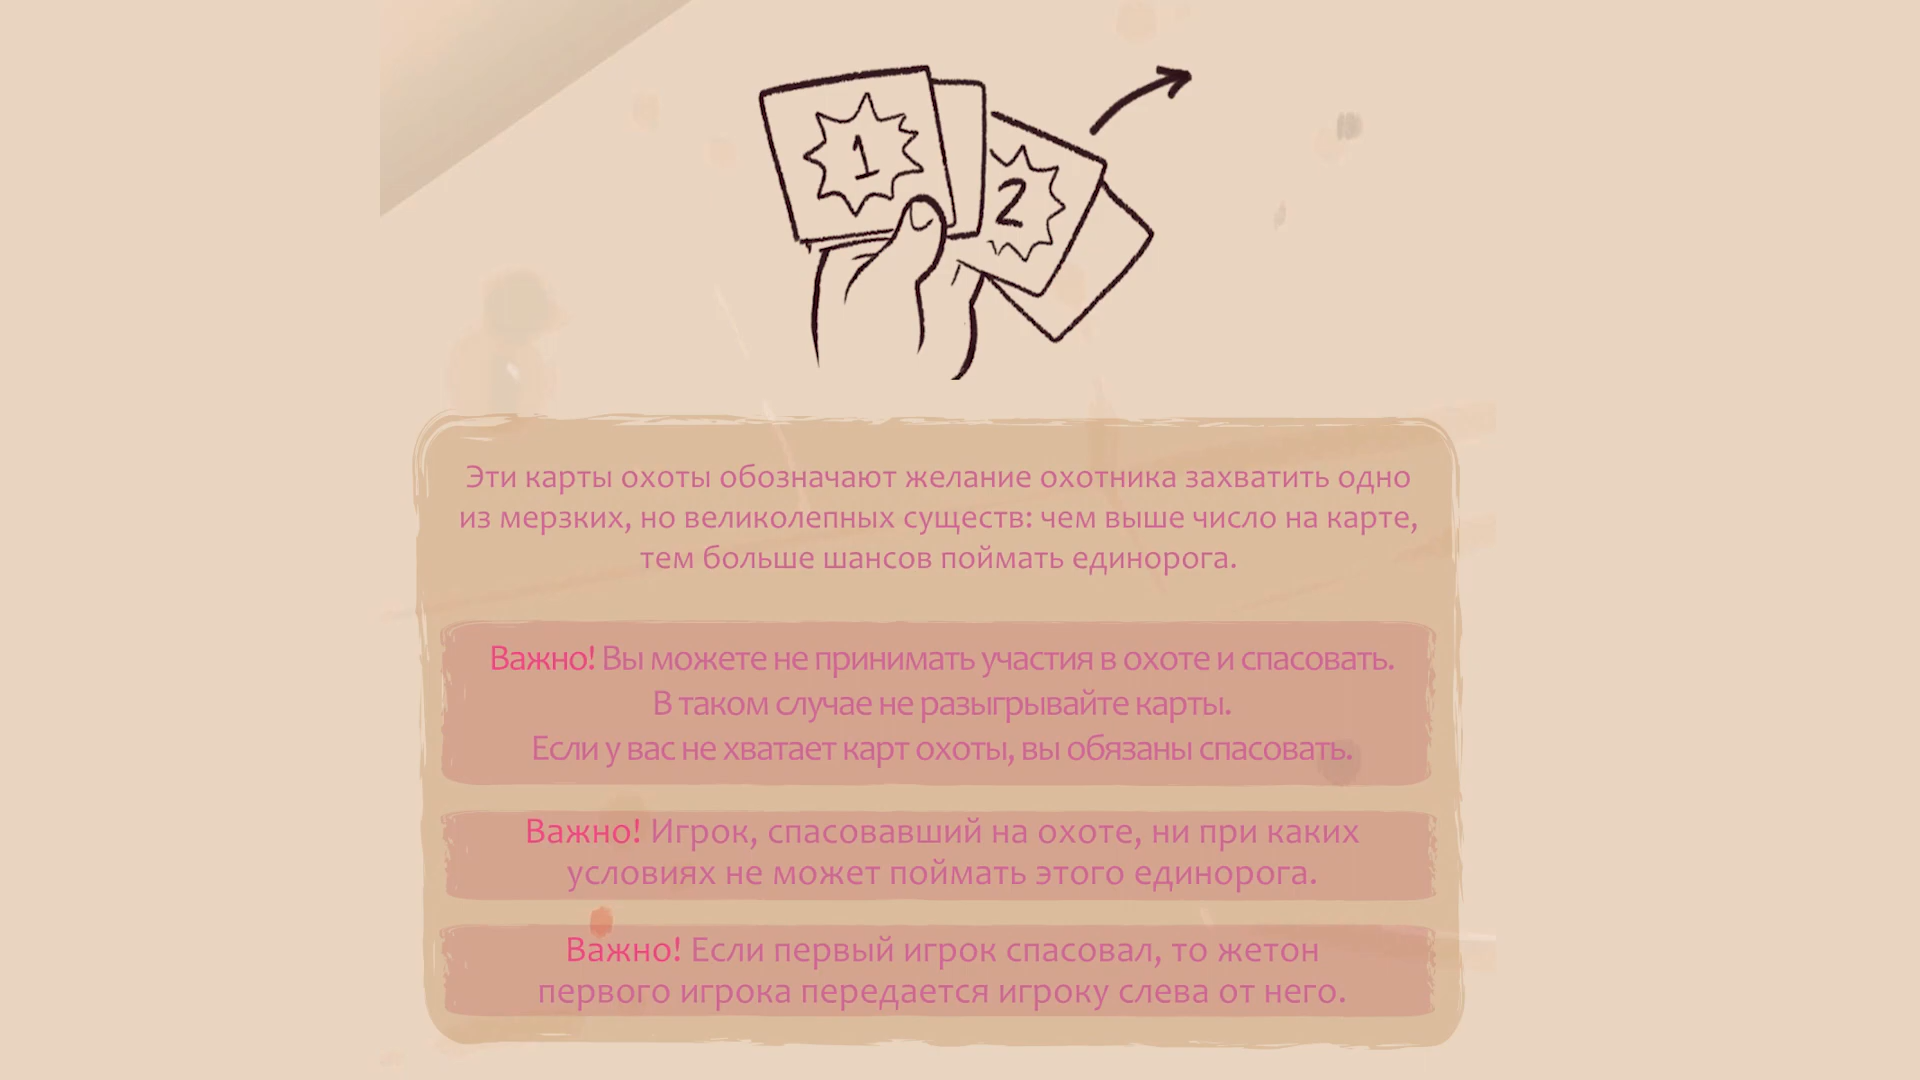 1
2
Эти карты охоты обозначают желание охотника захватить одно
из мерзких, но великолепных существ: чем выше число на карте,
тем больше шансов поймать единорога.
Важно! Вы можете не принимать участия в охоте и спасовать.
В таком случае не разыгрывайте карты.
Если у вас не хватает карт охоты, вы обязаны спасовать.
Важно! Игрок, спасовавший на охоте, ни при каких
условиях не может поймать этого единорога.
Важно! Если первый игрок спасовал, то жетон
первого игрока передается игроку слева от него.